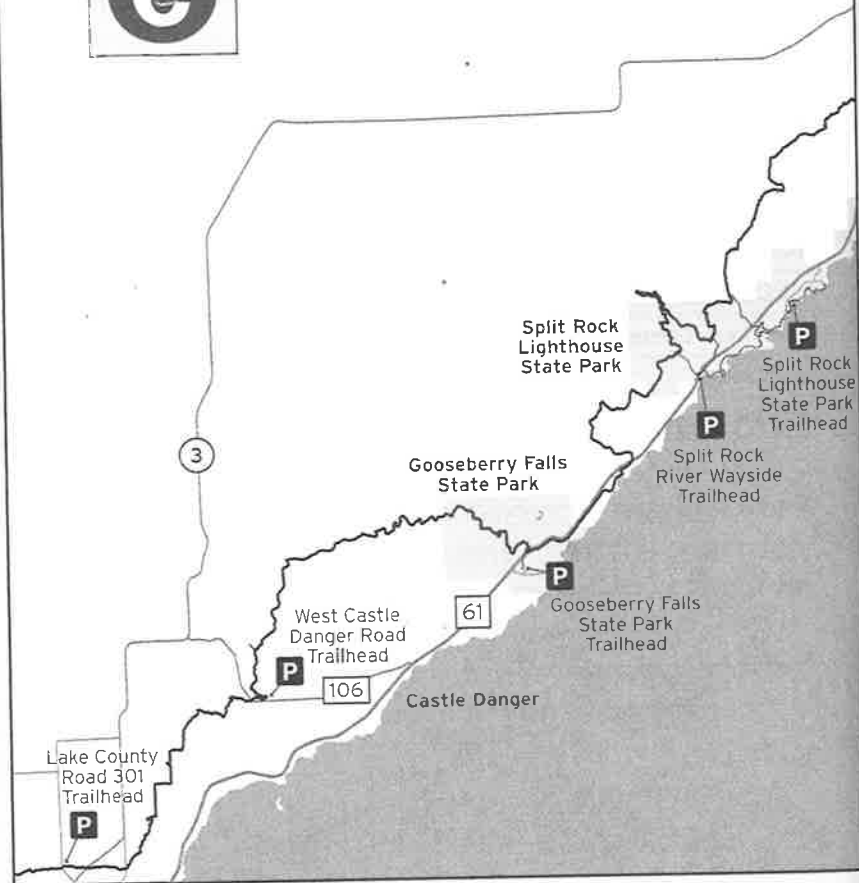 G
Split Rock
Lighthouse
State Park
P
Split Rock
Lighthouse
State Park
Trailhead
P
Split Rock
River Wayside
Trailhead
3
Gooseberry Falls
State Park
P
Gooseberry Falls
State Park
Trailhead
61
West Castle
Danger Road
Trailhead
P
106
Castle Danger
Lake County
Road 301
Trailhead
P